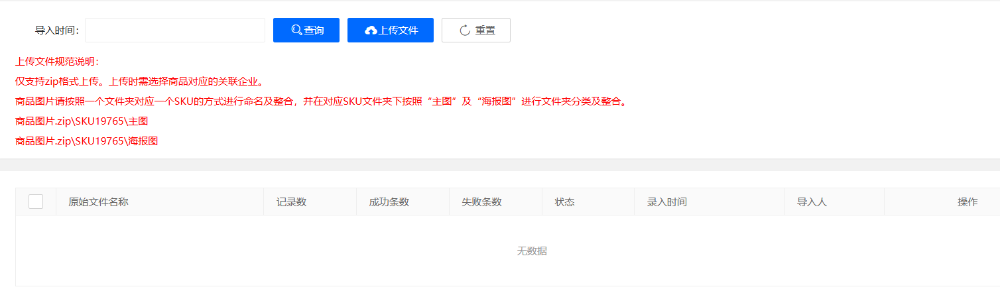 导入时间： 查询 上传文件 重置
上传文件规范说明：
仅支持zip格式上传。上传时需选择商品对应的关联企业。
商品图片请按照一个文件夹对应一个SKU的方式进行命名及整合，并在对应SKU文件夹下按照“主图”及“海报图”进行文件夹分类及整合。
商品图片.zip\SKU19765\主图
商品图片.zip\SKU19765\海报图
原始文件名称 记录数 成功条数 失败条数 状态 录入时间 导入人 操作
无数据